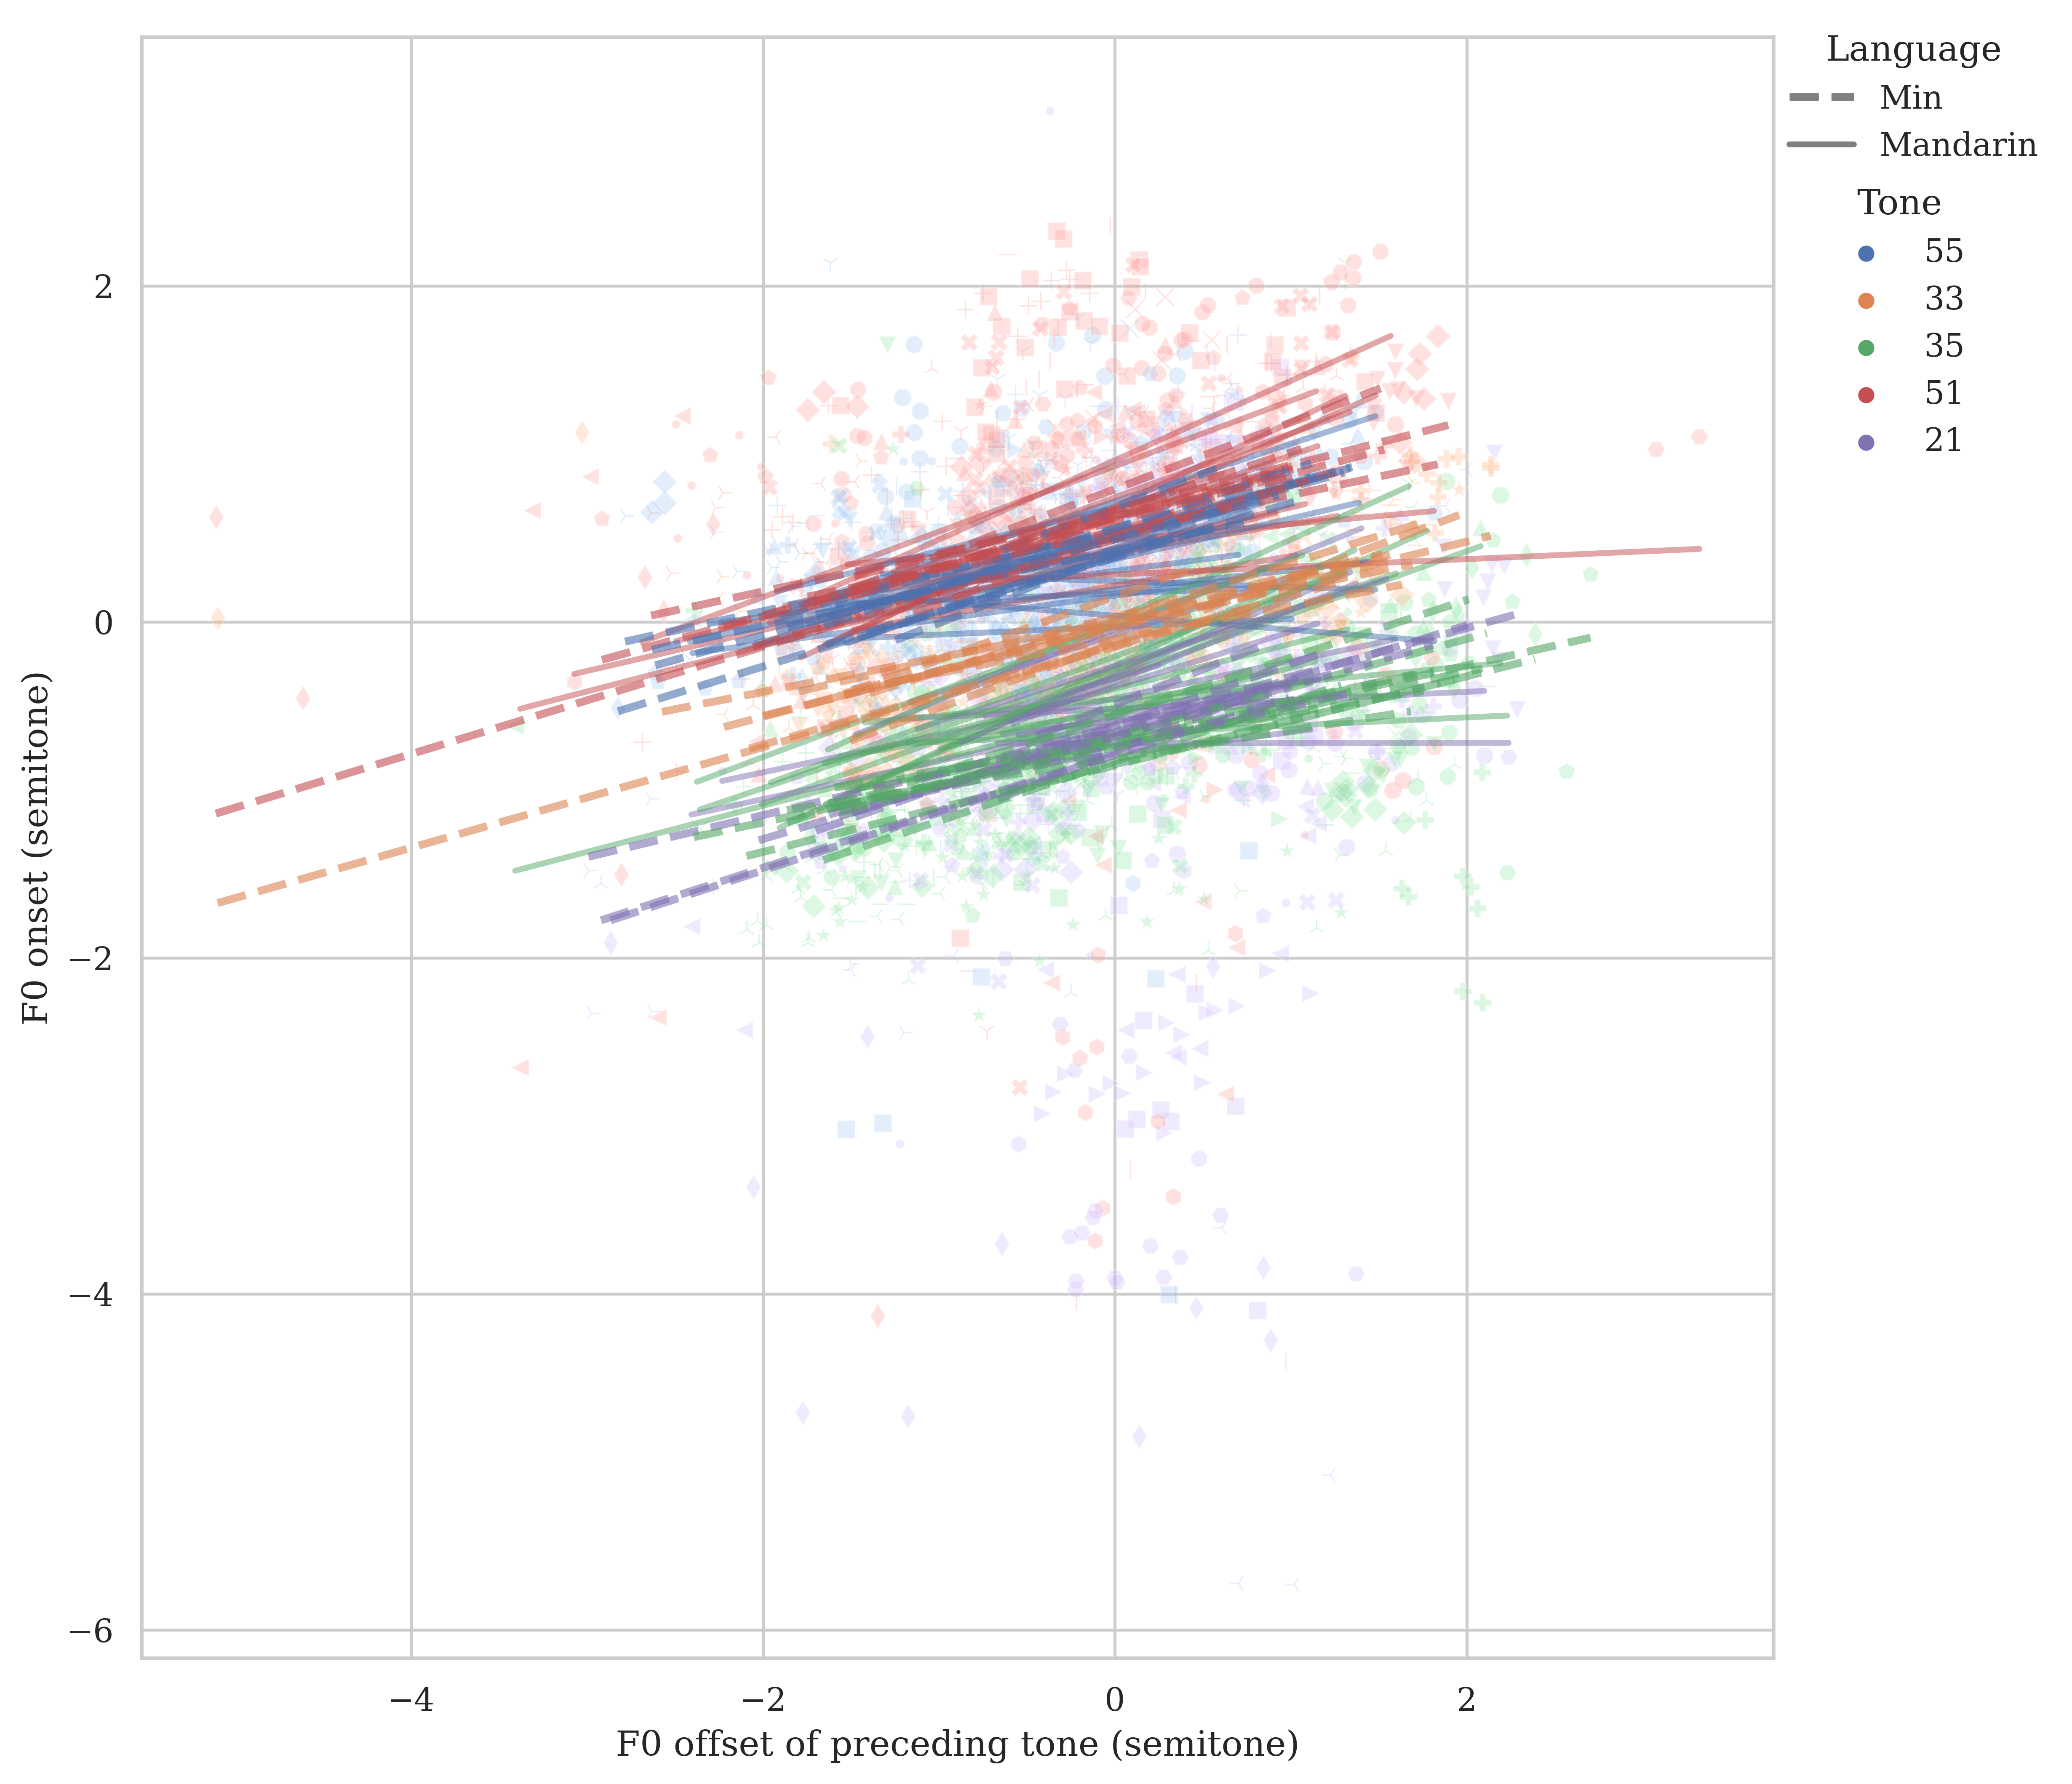 Language
Min
Mandarin
Tone
55
33
35
51
21
2
0
−2
−4
−6
F0 onset (semitone)
−4
−2
0
2
F0 offset of preceding tone (semitone)